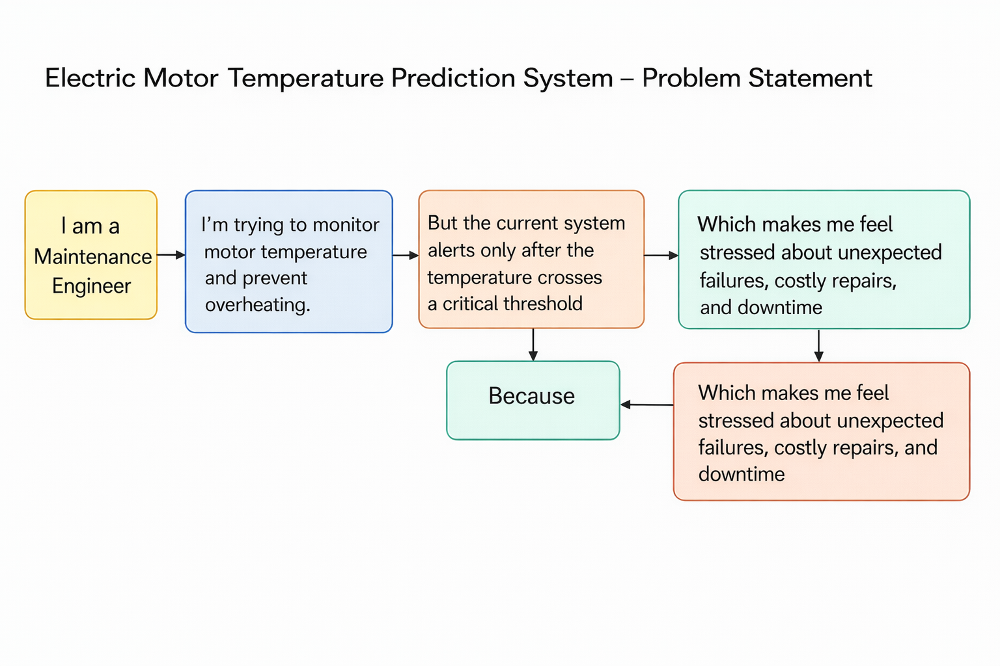 Electric Motor Temperature Prediction System – Problem Statement
I am a
Maintenance
Engineer
I’m trying to monitor
motor temperature
and prevent
overheating.
But the current system
alerts only after the
temperature crosses
a critical threshold
Which makes me feel
stressed about unexpected
failures, costly repairs,
and downtime
Because
Which makes me feel
stressed about unexpected
failures, costly repairs, and
downtime